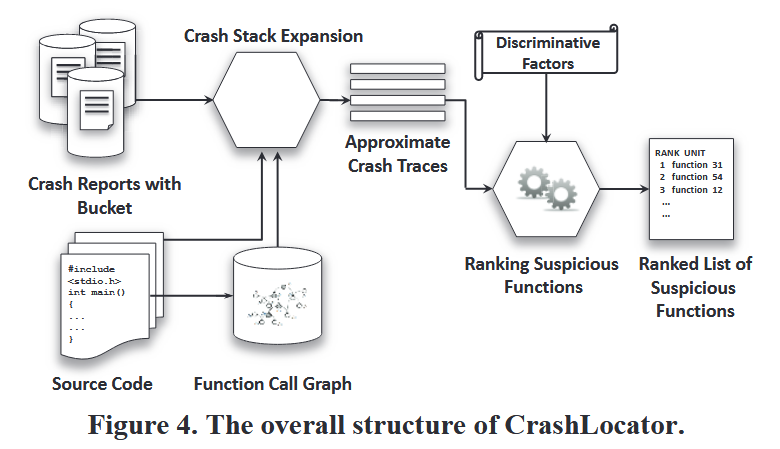 Crash Stack Expansion
Discriminative
Factors
Approximate
Crash Traces
RANK UNIT
1 function 31
2 function 54
3 function 12
...
...
Crash Reports with
Bucket
#include
<stdio.h>
int main()
{
...
...
}
Ranking Suspicious
Functions
Ranked List of
Suspicious
Functions
Source Code
Function Call Graph
Figure 4. The overall structure of CrashLocator.